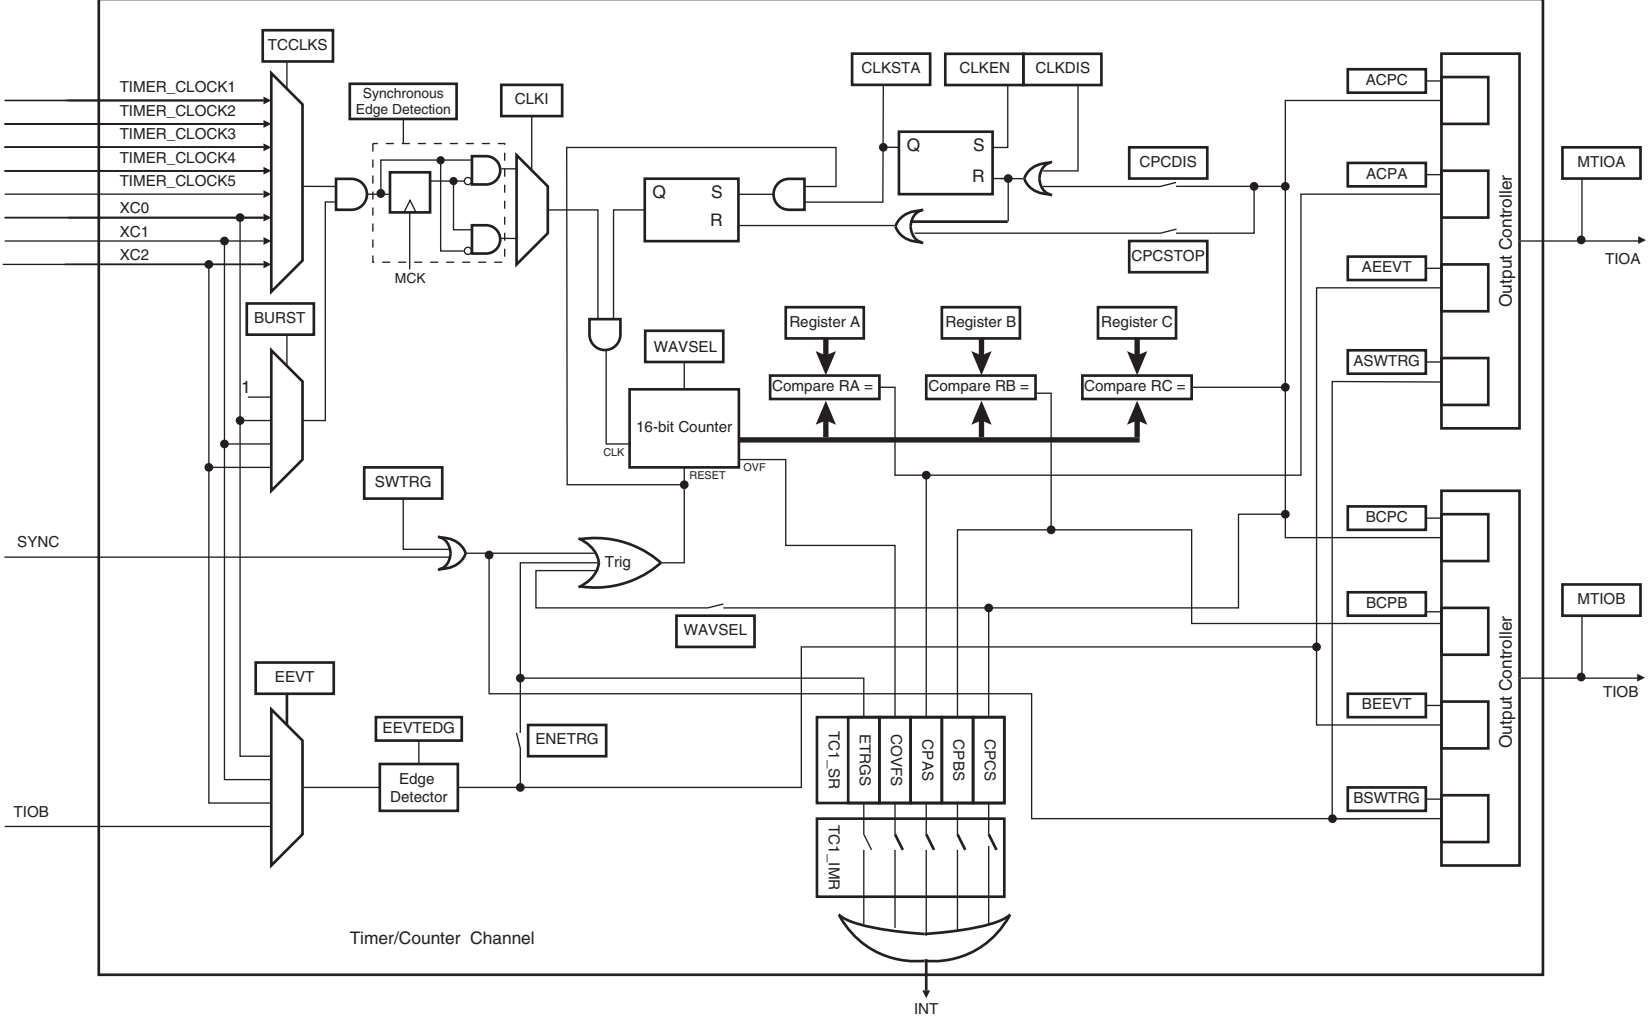 TCCLKS
TIMER_CLOCK1
TIMER_CLOCK2
TIMER_CLOCK3
TIMER_CLOCK4
TIMER_CLOCK5
XC0
XC1
XC2
Synchronous
Edge Detection
CLKI
MCK
CLKSTA
CLKEN
CLKDIS
Q
S
R
Q
S
R
CPCDIS
CPCSTOP
ACPC
ACPA
AEEVT
ASWTRG
Output Controller
MTIOA
TIOA
BURST
1
WAVSEL
Register A
Register B
Register C
Compare RA =
Compare RB =
Compare RC =
16-bit Counter
CLK
RESET
OVF
SWTRG
SYNC
Trig
WAVSEL
BCPC
BCPB
BEEVT
BSWTRG
Output Controller
MTIOB
TIOB
EEVT
EEVTEDG
Edge
Detector
ENETRG
TIOB
TC1_SR
ETRGS
COVFS
CPAS
CPBS
CPCS
TC1_IMR
Timer/Counter Channel
INT